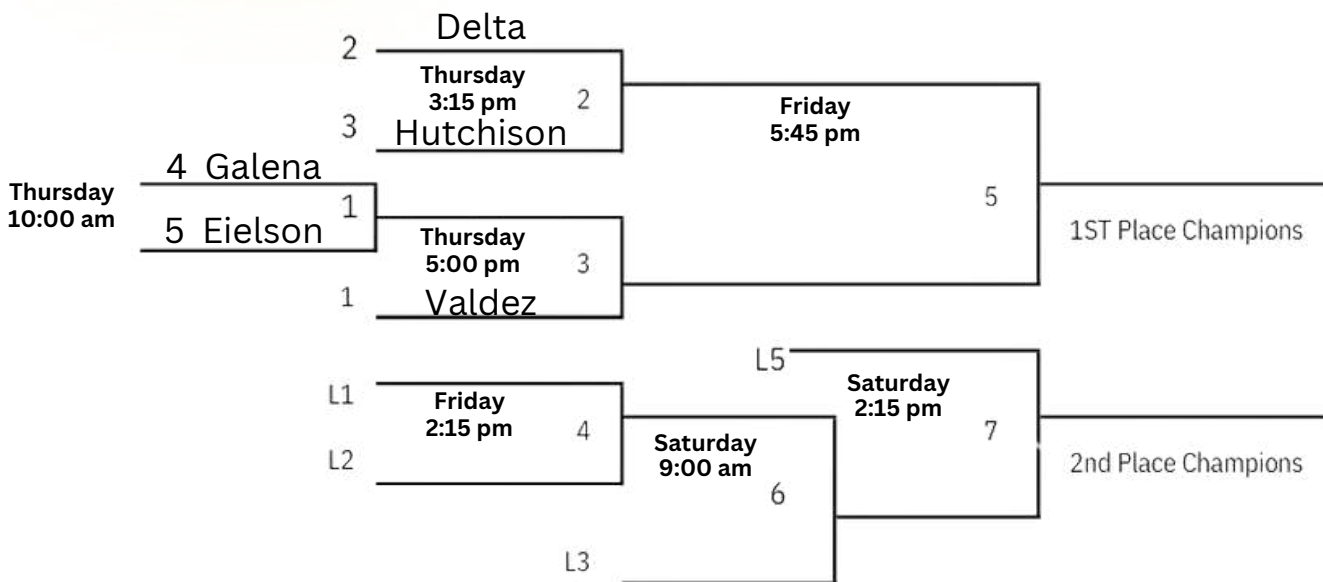 2 Delta
Thursday
3:15 pm
2
3 Hutchison
Friday
5:45 pm
4 Galena
Thursday
10:00 am
1
5 Eielson
5
1ST Place Champions
Thursday
5:00 pm
3
1 Valdez
L5
L1
Friday
2:15 pm
4
Saturday
2:15 pm
7
L2
Saturday
9:00 am
6
2nd Place Champions
L3